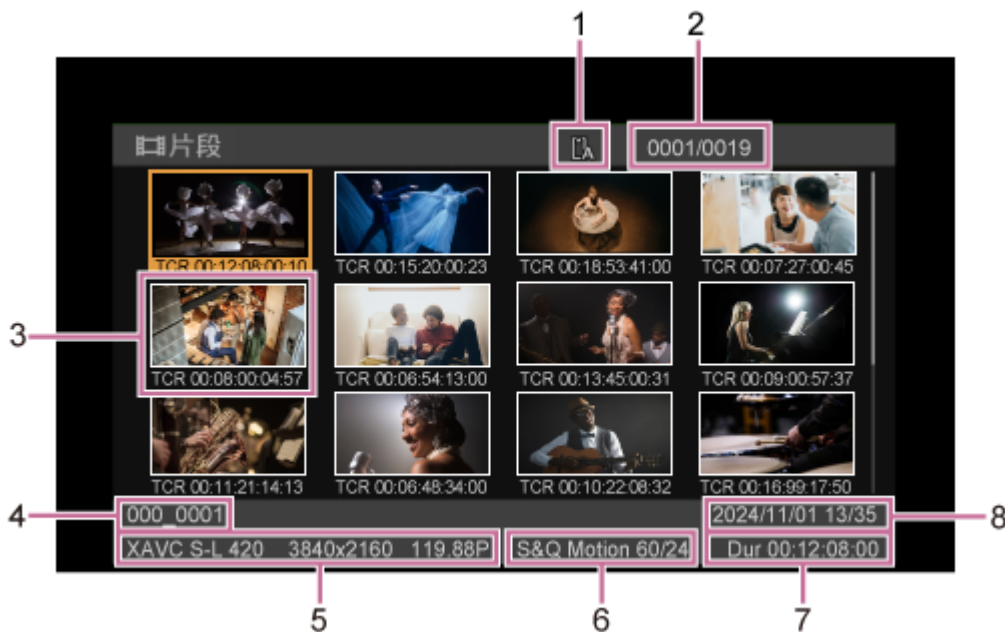 1 2
片段 A 0001/0019
TCR 00:12:08:00:10 TCR 00:15:20:00:23 TCR 00:18:53:41:00 TCR 00:07:27:00:45
3
TCR 00:08:00:04:57 TCR 00:06:54:13:00 TCR 00:13:45:00:31 TCR 00:09:00:57:37
TCR 00:11:21:14:13 TCR 00:06:48:34:00 TCR 00:10:22:08:32 TCR 00:16:99:17:50
4 000_0001 2024/11/01 13/35 8
XAVC S-L 420 3840x2160 119.88P S&Q Motion 60/24 Dur 00:12:08:00
5 6 7